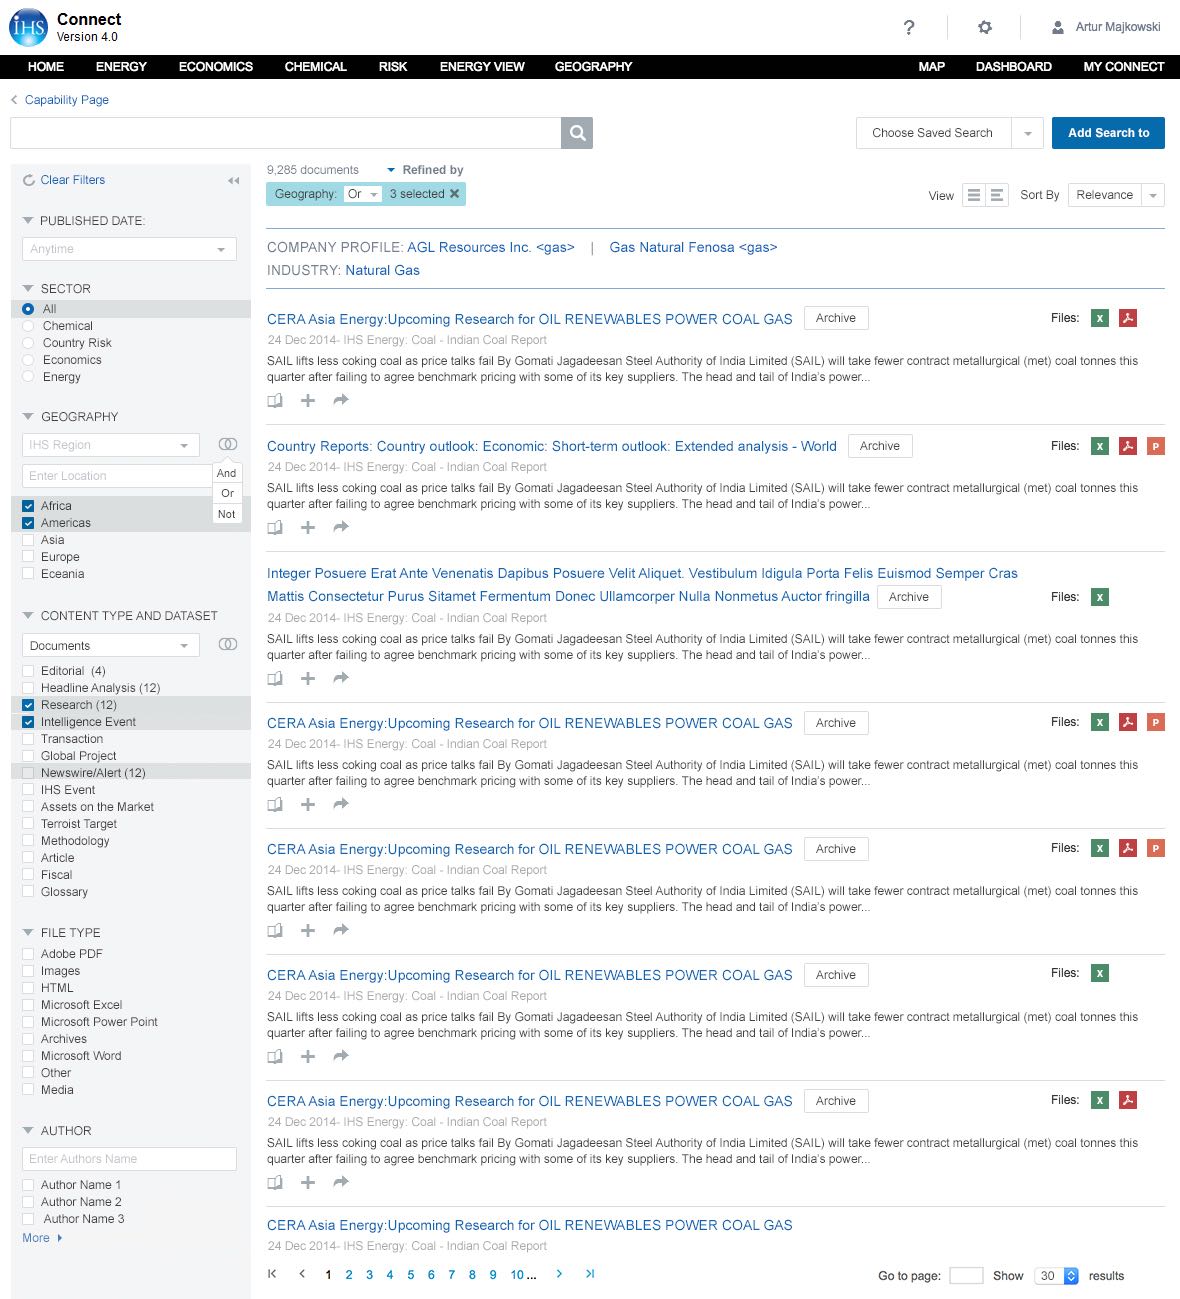 IHS Connect
Version 4.0
? Artur Majkowski
HOME ENERGY ECONOMICS CHEMICAL RISK ENERGY VIEW GEOGRAPHY MAP DASHBOARD MY CONNECT
Capability Page
Choose Saved Search Add Search to
Clear Filters
PUBLISHED DATE:
Anytime
SECTOR
All
Chemical
Country Risk
Economics
Energy
GEOGRAPHY
IHS Region
Enter Location
And
Or
Not
Africa
Americas
Asia
Europe
Eceania
CONTENT TYPE AND DATASET
Documents
Editorial (4)
Headline Analysis (12)
Research (12)
Intelligence Event
Transaction
Global Project
Newswire/Alert (12)
IHS Event
Assets on the Market
Terroist Target
Methodology
Article
Fiscal
Glossary
FILE TYPE
Adobe PDF
Images
HTML
Microsoft Excel
Microsoft Power Point
Archives
Microsoft Word
Other
Media
AUTHOR
Enter Authors Name
Author Name 1
Author Name 2
Author Name 3
More
9,285 documents Refined by
Geography: Or 3 selected
View Sort By Relevance
COMPANY PROFILE: AGL Resources Inc. <gas> | Gas Natural Fenosa <gas>
INDUSTRY: Natural Gas
CERA Asia Energy:Upcoming Research for OIL RENEWABLES POWER COAL GAS Archive Files: X
24 Dec 2014- IHS Energy: Coal - Indian Coal Report
SAIL lifts less coking coal as price talks fail By Gomati Jagadeesan Steel Authority of India Limited (SAIL) will take fewer contract metallurgical (met) coal tonnes this
quarter after failing to agree benchmark pricing with some of its key suppliers. The head and tail of India's power...
Country Reports: Country outlook: Economic: Short-term outlook: Extended analysis - World Archive Files: X P
24 Dec 2014- IHS Energy: Coal - Indian Coal Report
SAIL lifts less coking coal as price talks fail By Gomati Jagadeesan Steel Authority of India Limited (SAIL) will take fewer contract metallurgical (met) coal tonnes this
quarter after failing to agree benchmark pricing with some of its key suppliers. The head and tail of India's power...
Integer Posuere Erat Ante Venenatis Dapibus Posuere Velit Aliquet. Vestibulum Idigula Porta Felis Euismod Semper Cras
Mattis Consectetur Purus Sitamet Fermentum Donec Ullamcorper Nulla Nonmetus Auctor fringilla Archive Files: X
24 Dec 2014- IHS Energy: Coal - Indian Coal Report
SAIL lifts less coking coal as price talks fail By Gomati Jagadeesan Steel Authority of India Limited (SAIL) will take fewer contract metallurgical (met) coal tonnes this
quarter after failing to agree benchmark pricing with some of its key suppliers. The head and tail of India's power...
CERA Asia Energy:Upcoming Research for OIL RENEWABLES POWER COAL GAS Archive Files: X P
24 Dec 2014- IHS Energy: Coal - Indian Coal Report
SAIL lifts less coking coal as price talks fail By Gomati Jagadeesan Steel Authority of India Limited (SAIL) will take fewer contract metallurgical (met) coal tonnes this
quarter after failing to agree benchmark pricing with some of its key suppliers. The head and tail of India's power...
CERA Asia Energy:Upcoming Research for OIL RENEWABLES POWER COAL GAS Archive Files: X P
24 Dec 2014- IHS Energy: Coal - Indian Coal Report
SAIL lifts less coking coal as price talks fail By Gomati Jagadeesan Steel Authority of India Limited (SAIL) will take fewer contract metallurgical (met) coal tonnes this
quarter after failing to agree benchmark pricing with some of its key suppliers. The head and tail of India's power...
CERA Asia Energy:Upcoming Research for OIL RENEWABLES POWER COAL GAS Archive Files: X
24 Dec 2014- IHS Energy: Coal - Indian Coal Report
SAIL lifts less coking coal as price talks fail By Gomati Jagadeesan Steel Authority of India Limited (SAIL) will take fewer contract metallurgical (met) coal tonnes this
quarter after failing to agree benchmark pricing with some of its key suppliers. The head and tail of India's power...
CERA Asia Energy:Upcoming Research for OIL RENEWABLES POWER COAL GAS Archive Files: X
24 Dec 2014- IHS Energy: Coal - Indian Coal Report
SAIL lifts less coking coal as price talks fail By Gomati Jagadeesan Steel Authority of India Limited (SAIL) will take fewer contract metallurgical (met) coal tonnes this
quarter after failing to agree benchmark pricing with some of its key suppliers. The head and tail of India's power...
CERA Asia Energy:Upcoming Research for OIL RENEWABLES POWER COAL GAS
24 Dec 2014- IHS Energy: Coal - Indian Coal Report
1 2 3 4 5 6 7 8 9 10 ... Go to page: Show 30 results